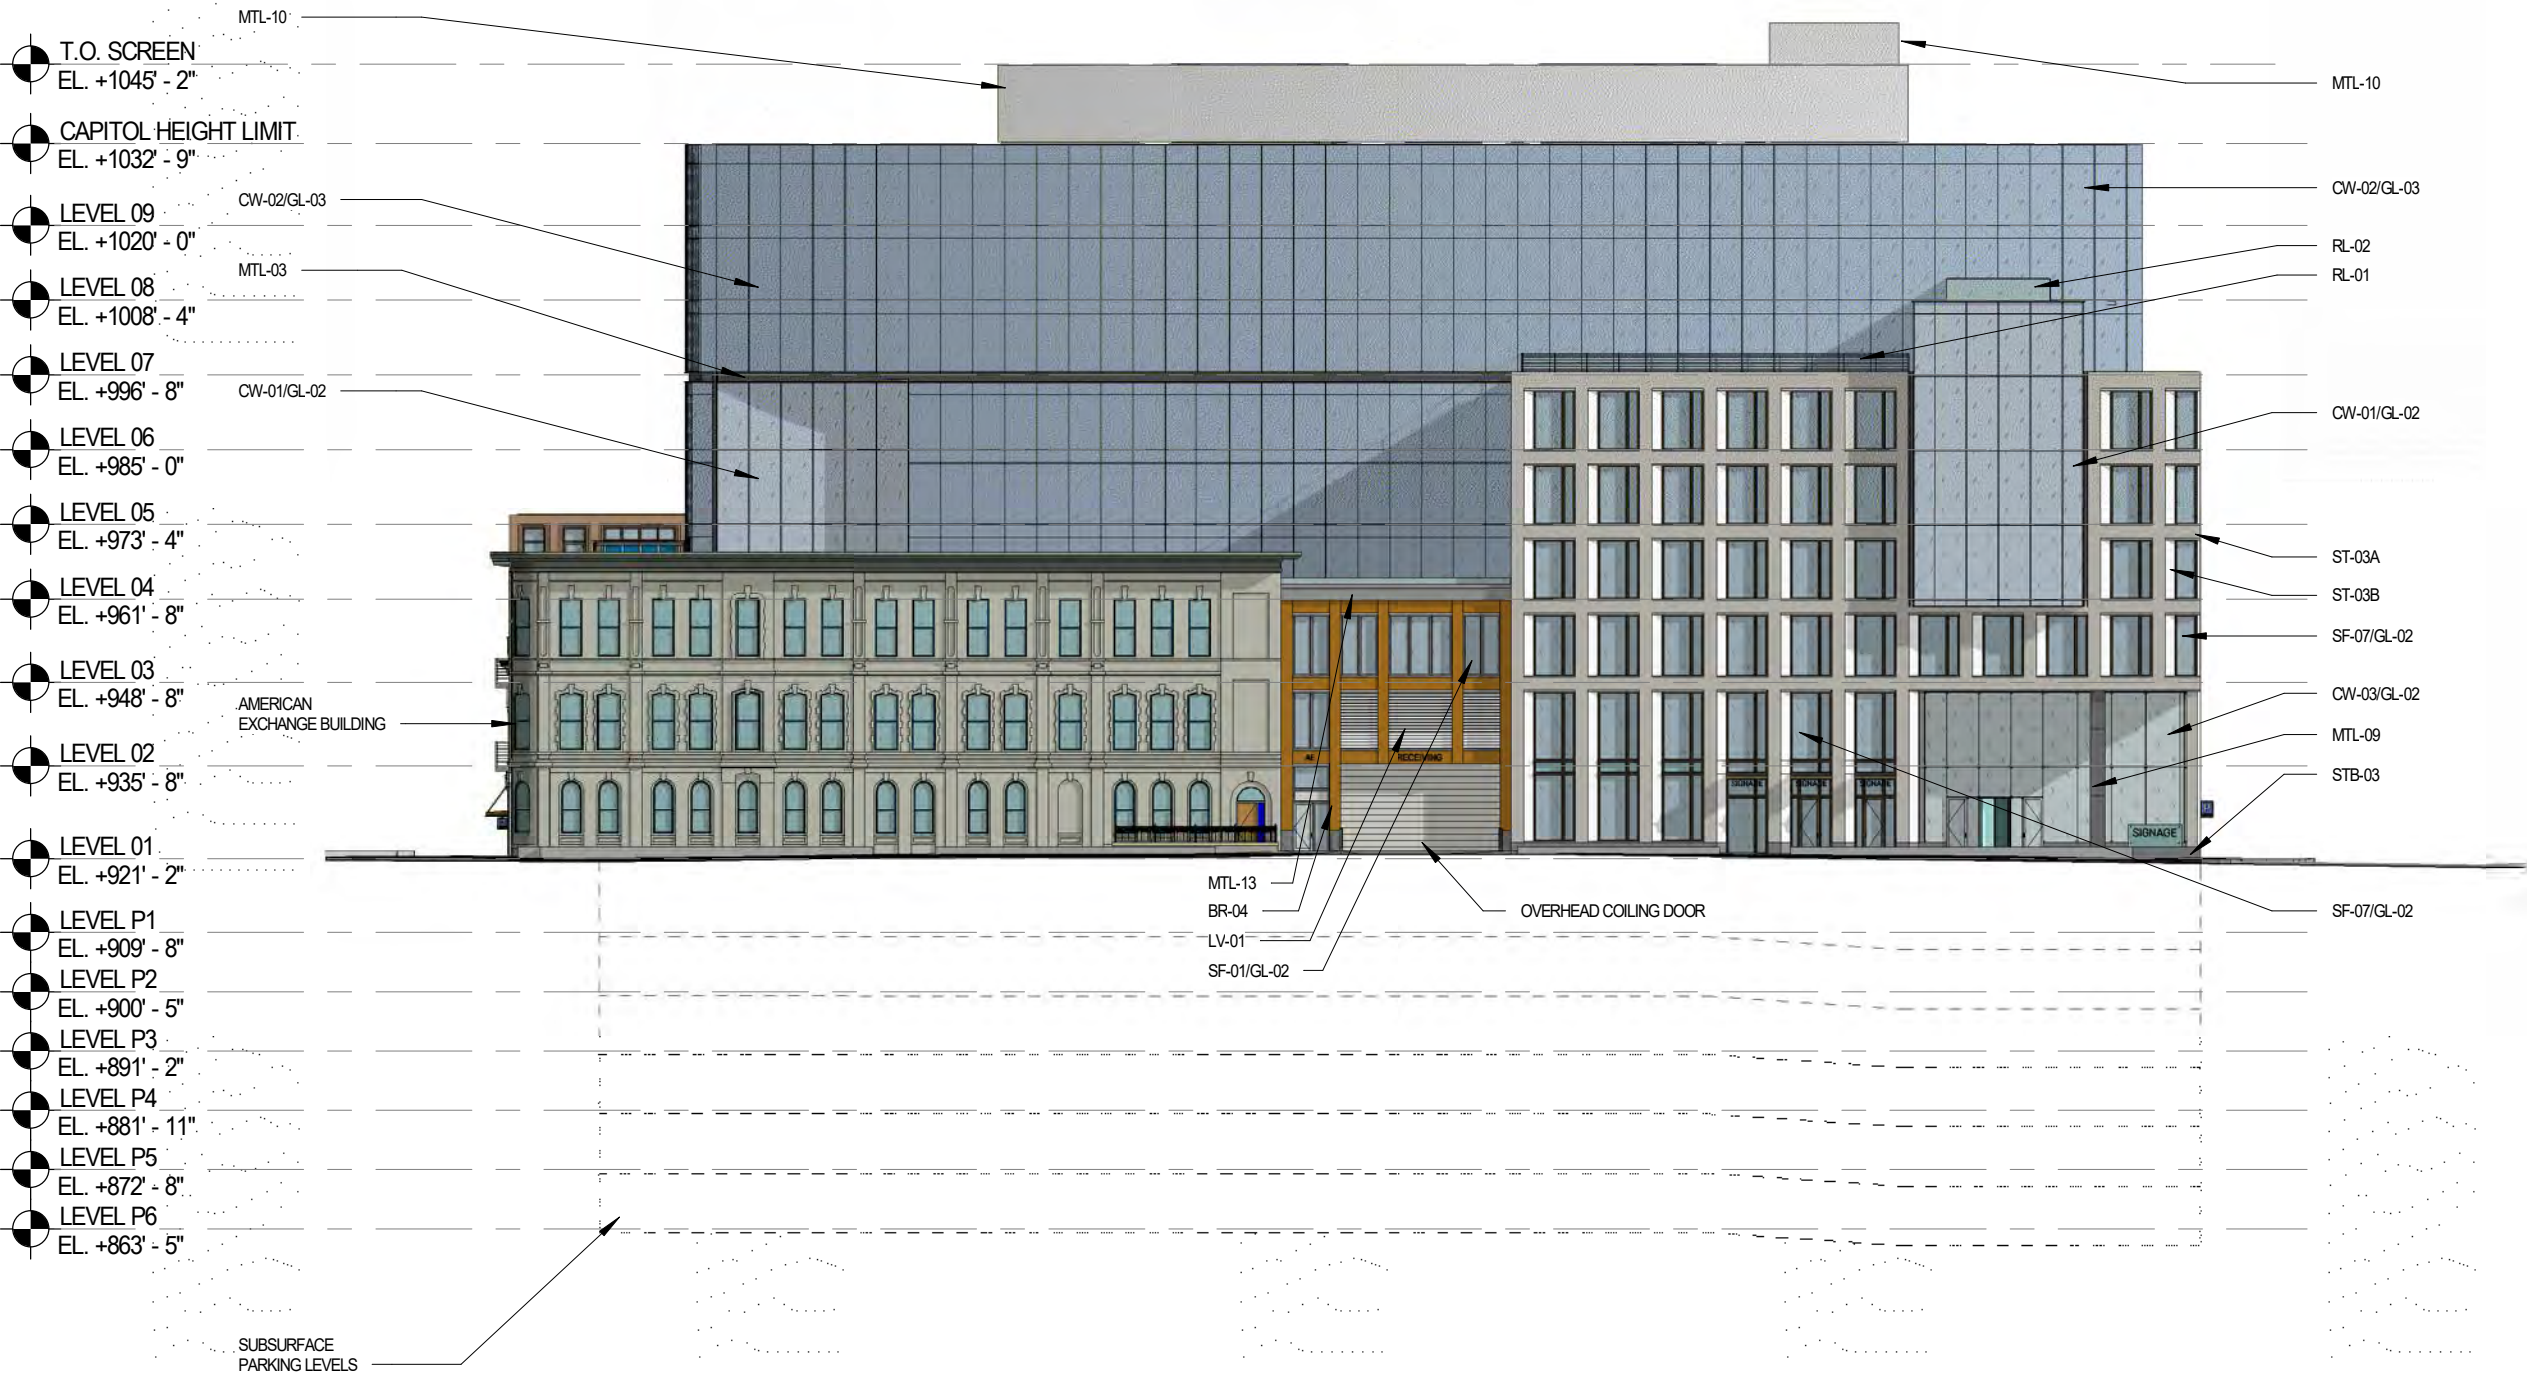 MTL-10
T.O. SCREEN
EL. +1045' - 2"
CAPITOL HEIGHT LIMIT
EL. +1032' - 9"
LEVEL 09
EL. +1020' - 0"
CW-02/GL-03
MTL-03
LEVEL 08
EL. +1008' - 4"
LEVEL 07
EL. +996' - 8"
CW-01/GL-02
LEVEL 06
EL. +985' - 0"
LEVEL 05
EL. +973' - 4"
LEVEL 04
EL. +961' - 8"
LEVEL 03
EL. +948' - 8"
AMERICAN
EXCHANGE BUILDING
LEVEL 02
EL. +935' - 8"
LEVEL 01
EL. +921' - 2"
LEVEL P1
EL. +909' - 8"
LEVEL P2
EL. +900' - 5"
LEVEL P3
EL. +891' - 2"
LEVEL P4
EL. +881' - 11"
LEVEL P5
EL. +872' - 8"
LEVEL P6
EL. +863' - 5"
SUBSURFACE
PARKING LEVELS
RECEIVING
SIGNAGE
SIGNAGE
SIGNAGE
SIGNAGE
MTL-13
BR-04
LV-01
SF-01/GL-02
OVERHEAD COILING DOOR
MTL-10
CW-02/GL-03
RL-02
RL-01
CW-01/GL-02
ST-03A
ST-03B
SF-07/GL-02
CW-03/GL-02
MTL-09
STB-03
SF-07/GL-02